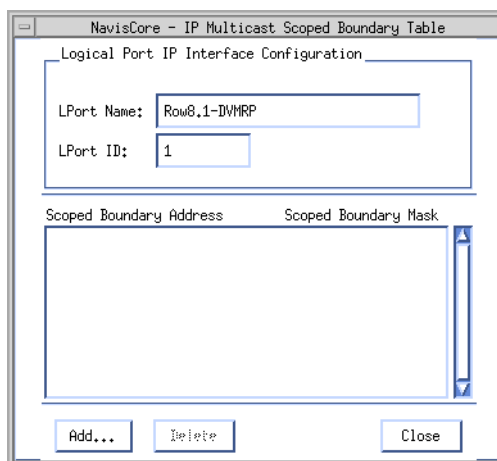 NavisCore - IP Multicast Scoped Boundary Table
Logical Port IP Interface Configuration
LPort Name: Row8.1-DVMRP
LPort ID: 1
Scoped Boundary Address Scoped Boundary Mask
Add... Delete Close